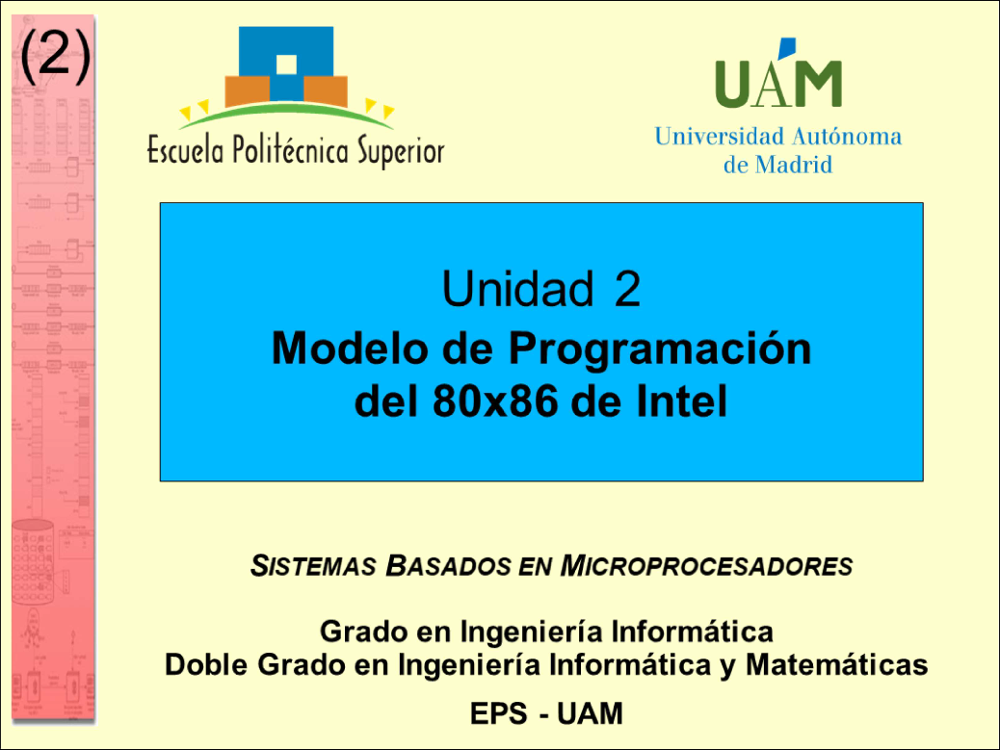 (2)
Escuela Politécnica Superior
UAM
Universidad Autónoma
de Madrid
Unidad 2
Modelo de Programación
del 80x86 de Intel
SISTEMAS BASADOS EN MICROPROCESADORES
Grado en Ingeniería Informática
Doble Grado en Ingeniería Informática y Matemáticas
EPS - UAM